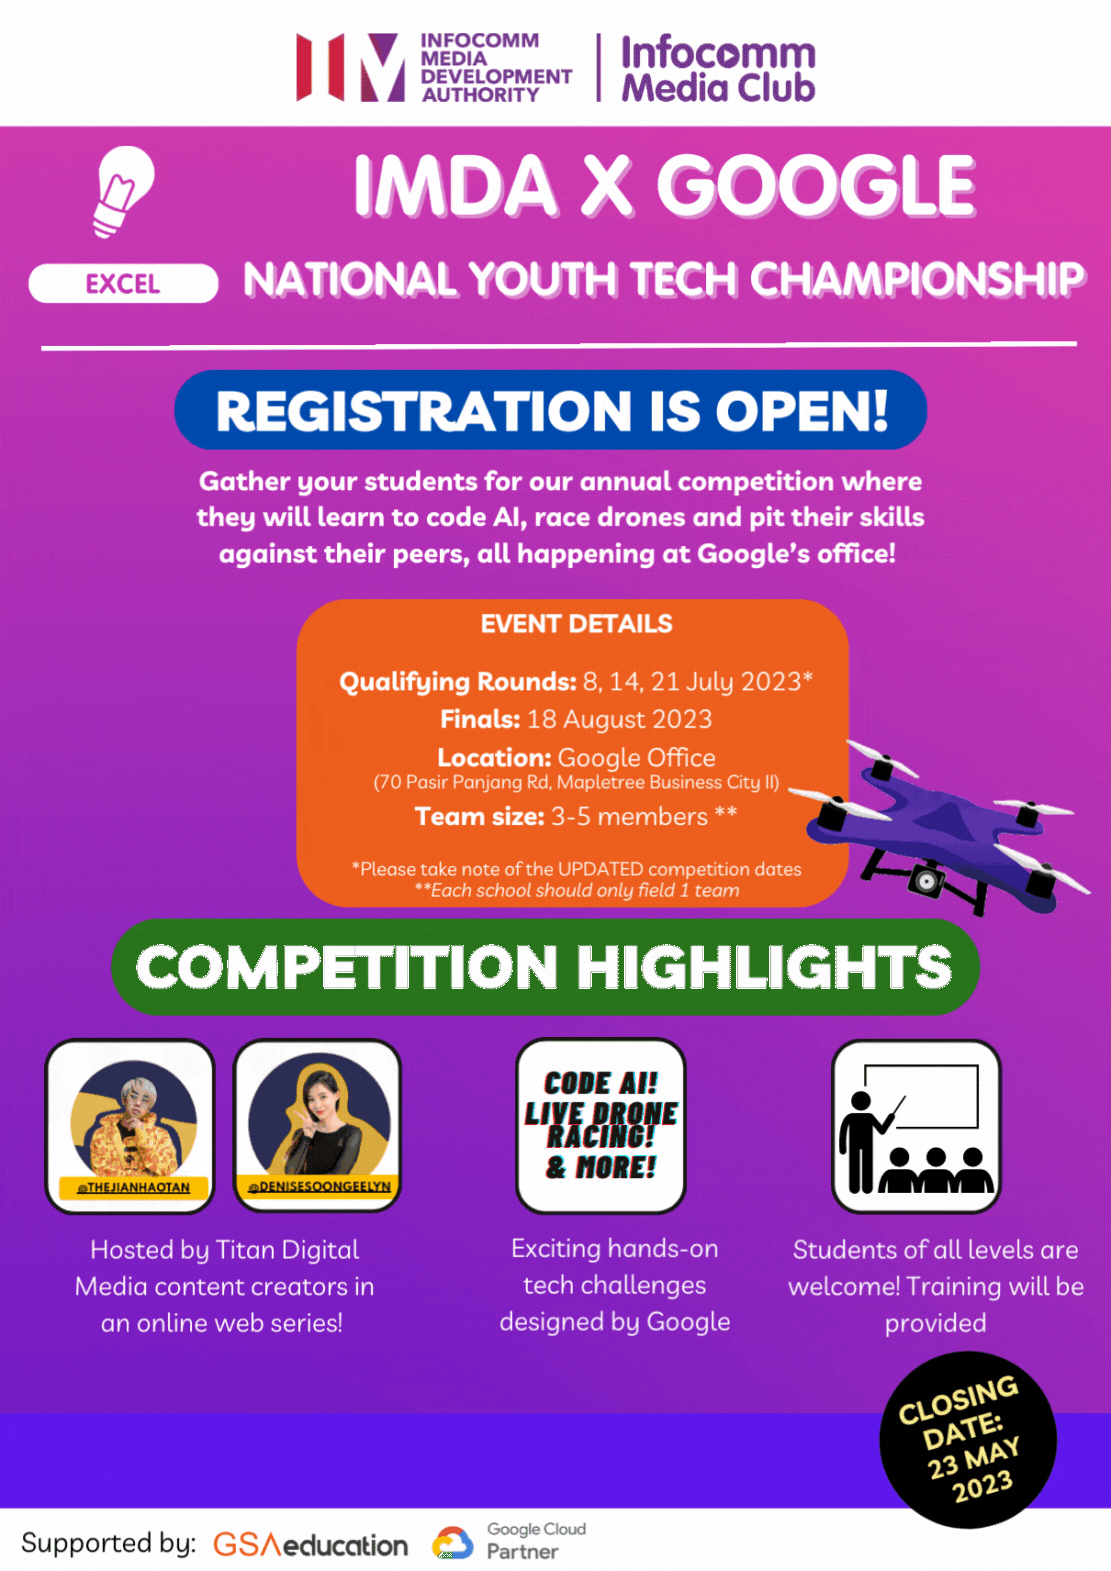 INFOCOMM
MEDIA
DEVELOPMENT
AUTHORITY
Infocomm
Media Club
IMDA X GOOGLE
EXCEL
NATIONAL YOUTH TECH CHAMPIONSHIP
REGISTRATION IS OPEN!
Gather your students for our annual competition where
they will learn to code AI, race drones and pit their skills
against their peers, all happening at Google's office!
EVENT DETAILS
Qualifying Rounds: 8, 14, 21 July 2023*
Finals: 18 August 2023
Location: Google Office
(70 Pasir Panjang Rd, Mapletree Business City II)
Team size: 3-5 members **
*Please take note of the UPDATED competition dates
**Each school should only field 1 team
COMPETITION HIGHLIGHTS
@THEJIANHAOTAN
@DENISESOONGEELYN
Hosted by Titan Digital
Media content creators in
an online web series!
CODE AI!
LIVE DRONE
RACING!
& MORE!
Exciting hands-on
tech challenges
designed by Google
Students of all levels are
welcome! Training will be
provided
CLOSING
DATE:
23 MAY
2023
Supported by:
GSAeducation
Google Cloud
Partner